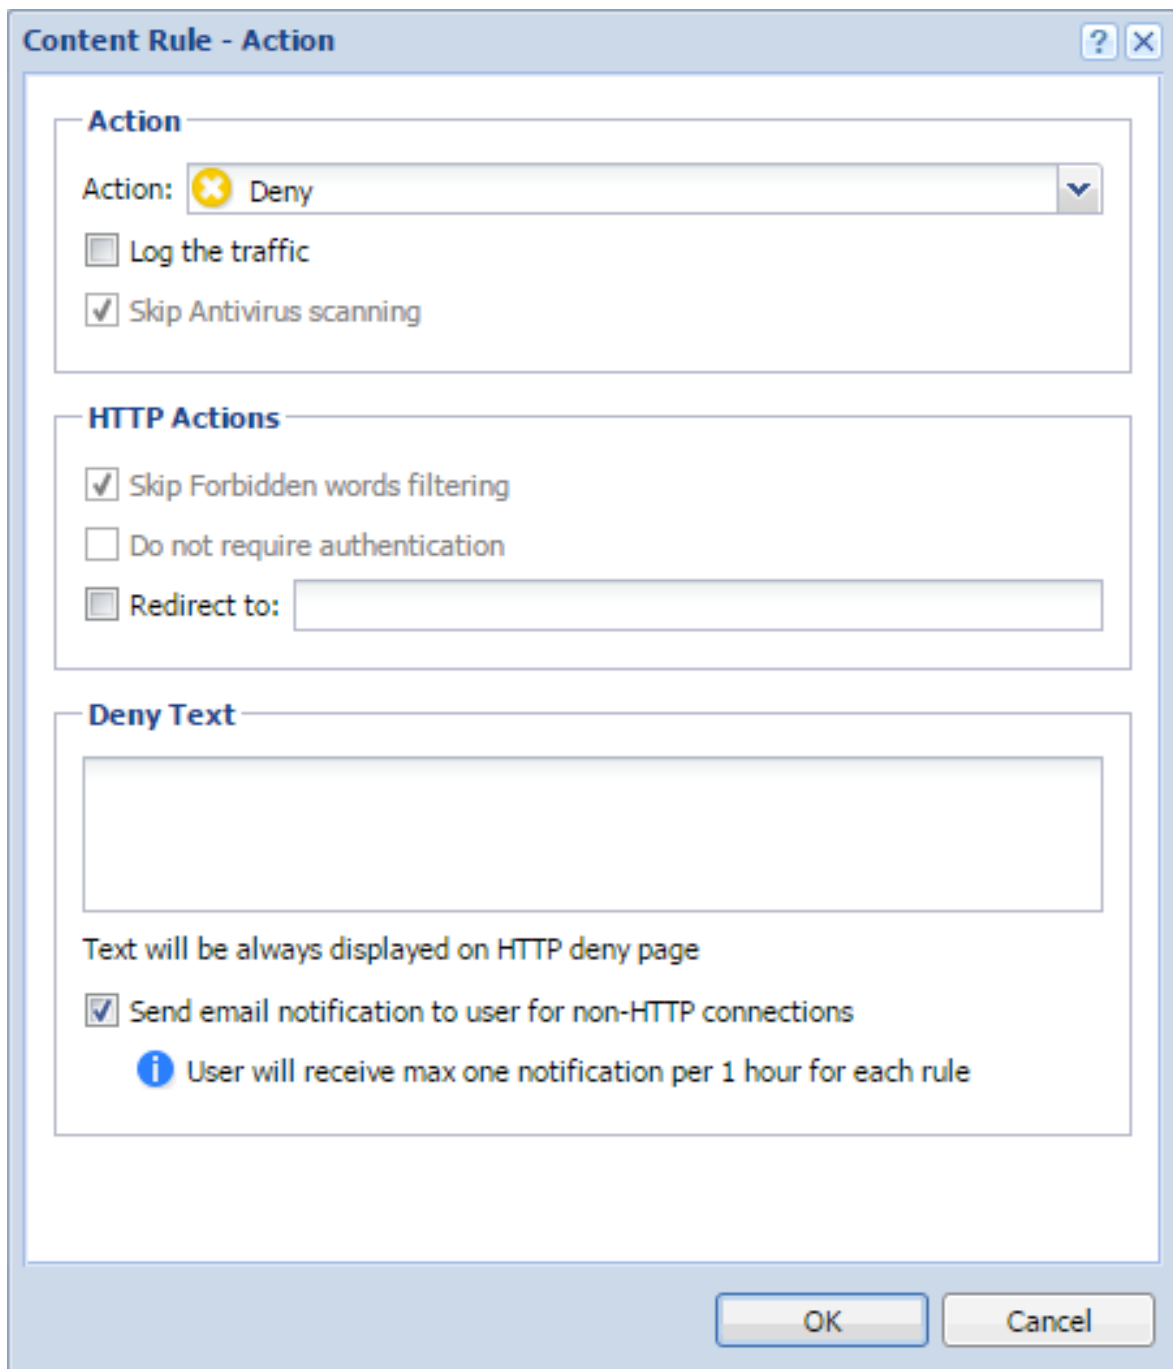 Content Rule - Action
Action
Action: Deny
Log the traffic
Skip Antivirus scanning
HTTP Actions
Skip Forbidden words filtering
Do not require authentication
Redirect to:
Deny Text
Text will be always displayed on HTTP deny page
Send email notification to user for non-HTTP connections
User will receive max one notification per 1 hour for each rule
OK Cancel